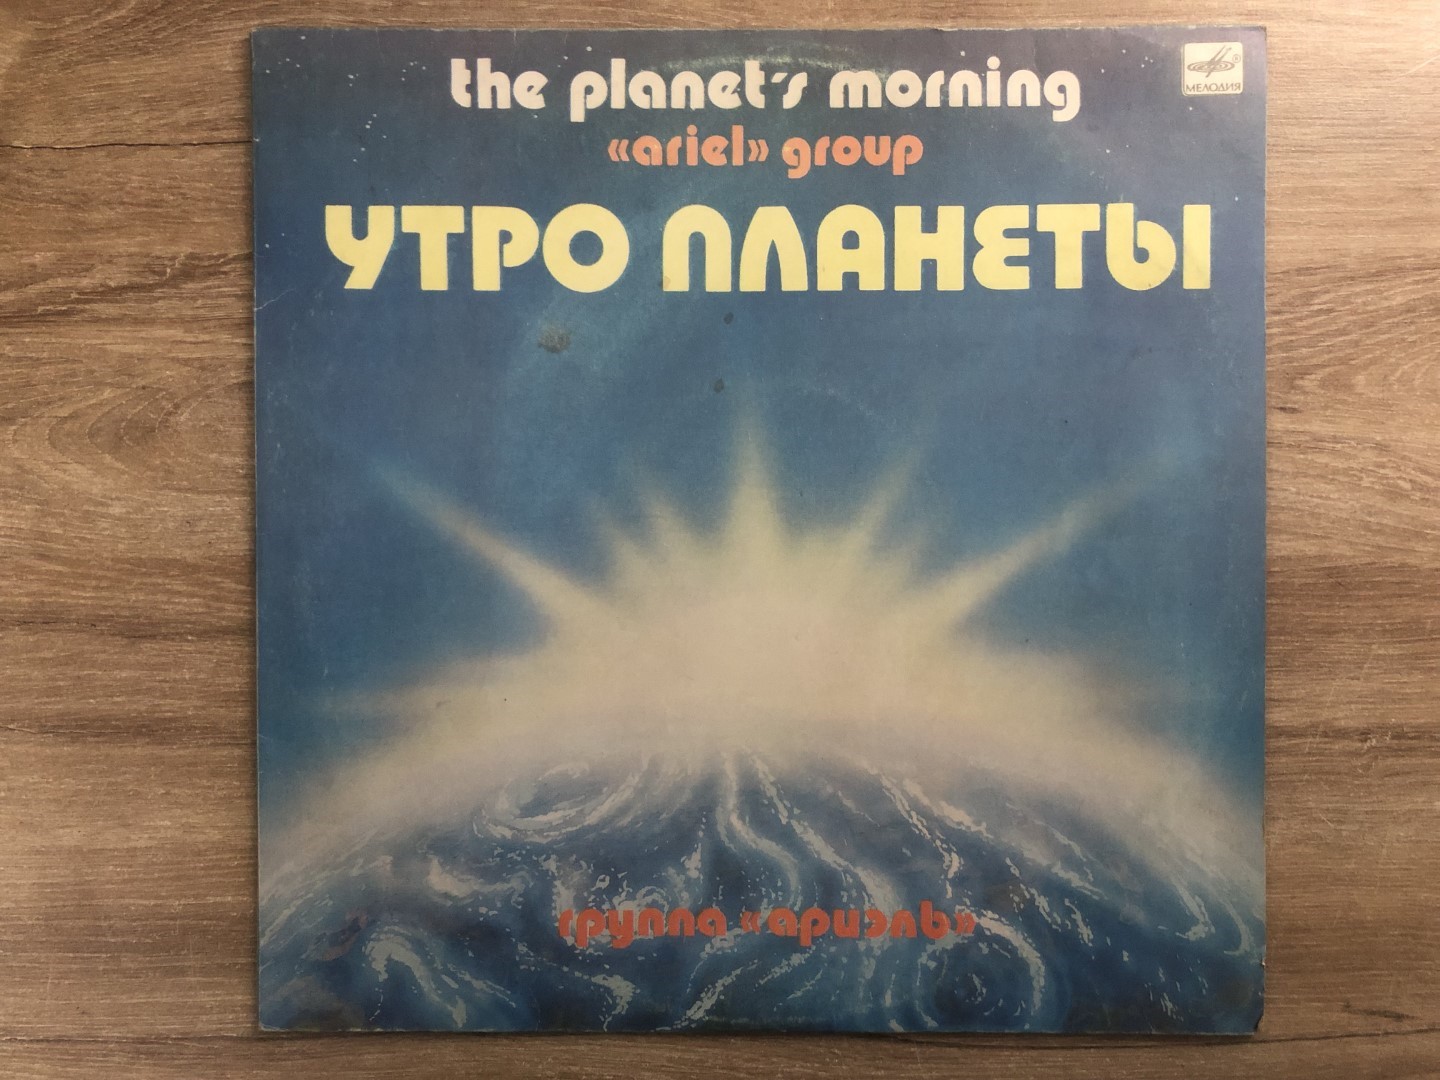 the planet's morning
МЕЛОДИЯ
«ariel» group
УТРО ПЛАНЕТЫ
группа «ариэль»